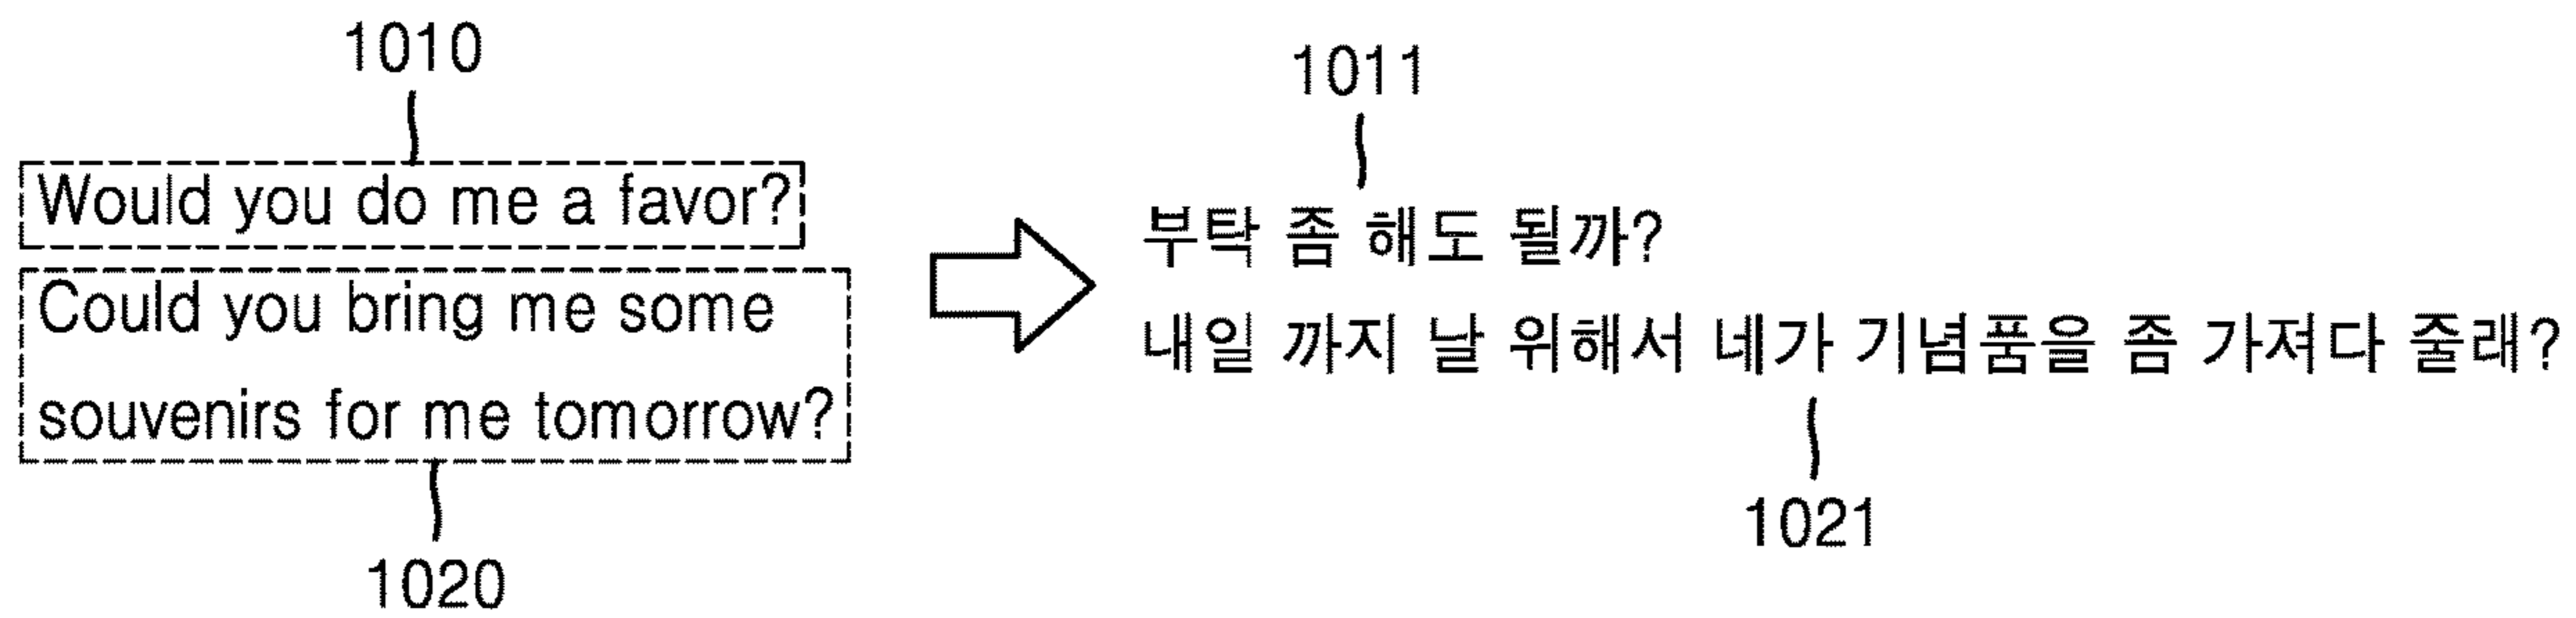 1010
Would you do me a favor?
Could you bring me some
souvenirs for me tomorrow?
1020
1011
부탁 좀 해도 될까?
내일 까지 날 위해서 네가 기념품을 좀 가져다 줄래?
1021